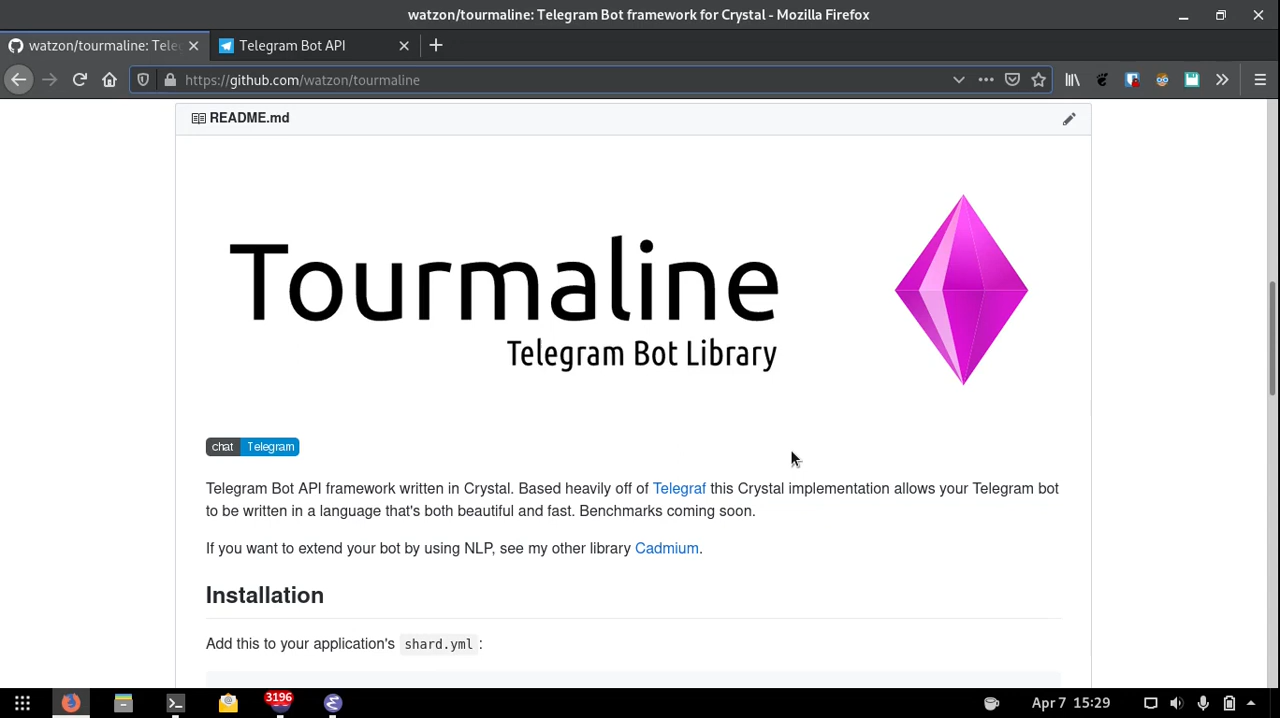 watzon/tourmaline: Telegram Bot framework for Crystal - Mozilla Firefox
watzon/tourmaline: Tele
Telegram Bot API
https://github.com/watzon/tourmaline
README.md
Tourmaline
Telegram Bot Library
chat Telegram
Telegram Bot API framework written in Crystal. Based heavily off of Telegraf this Crystal implementation allows your Telegram bot
to be written in a language that's both beautiful and fast. Benchmarks coming soon.
If you want to extend your bot by using NLP, see my other library Cadmium.
Installation
Add this to your application's shard.yml :
3196
Apr 7 15:29